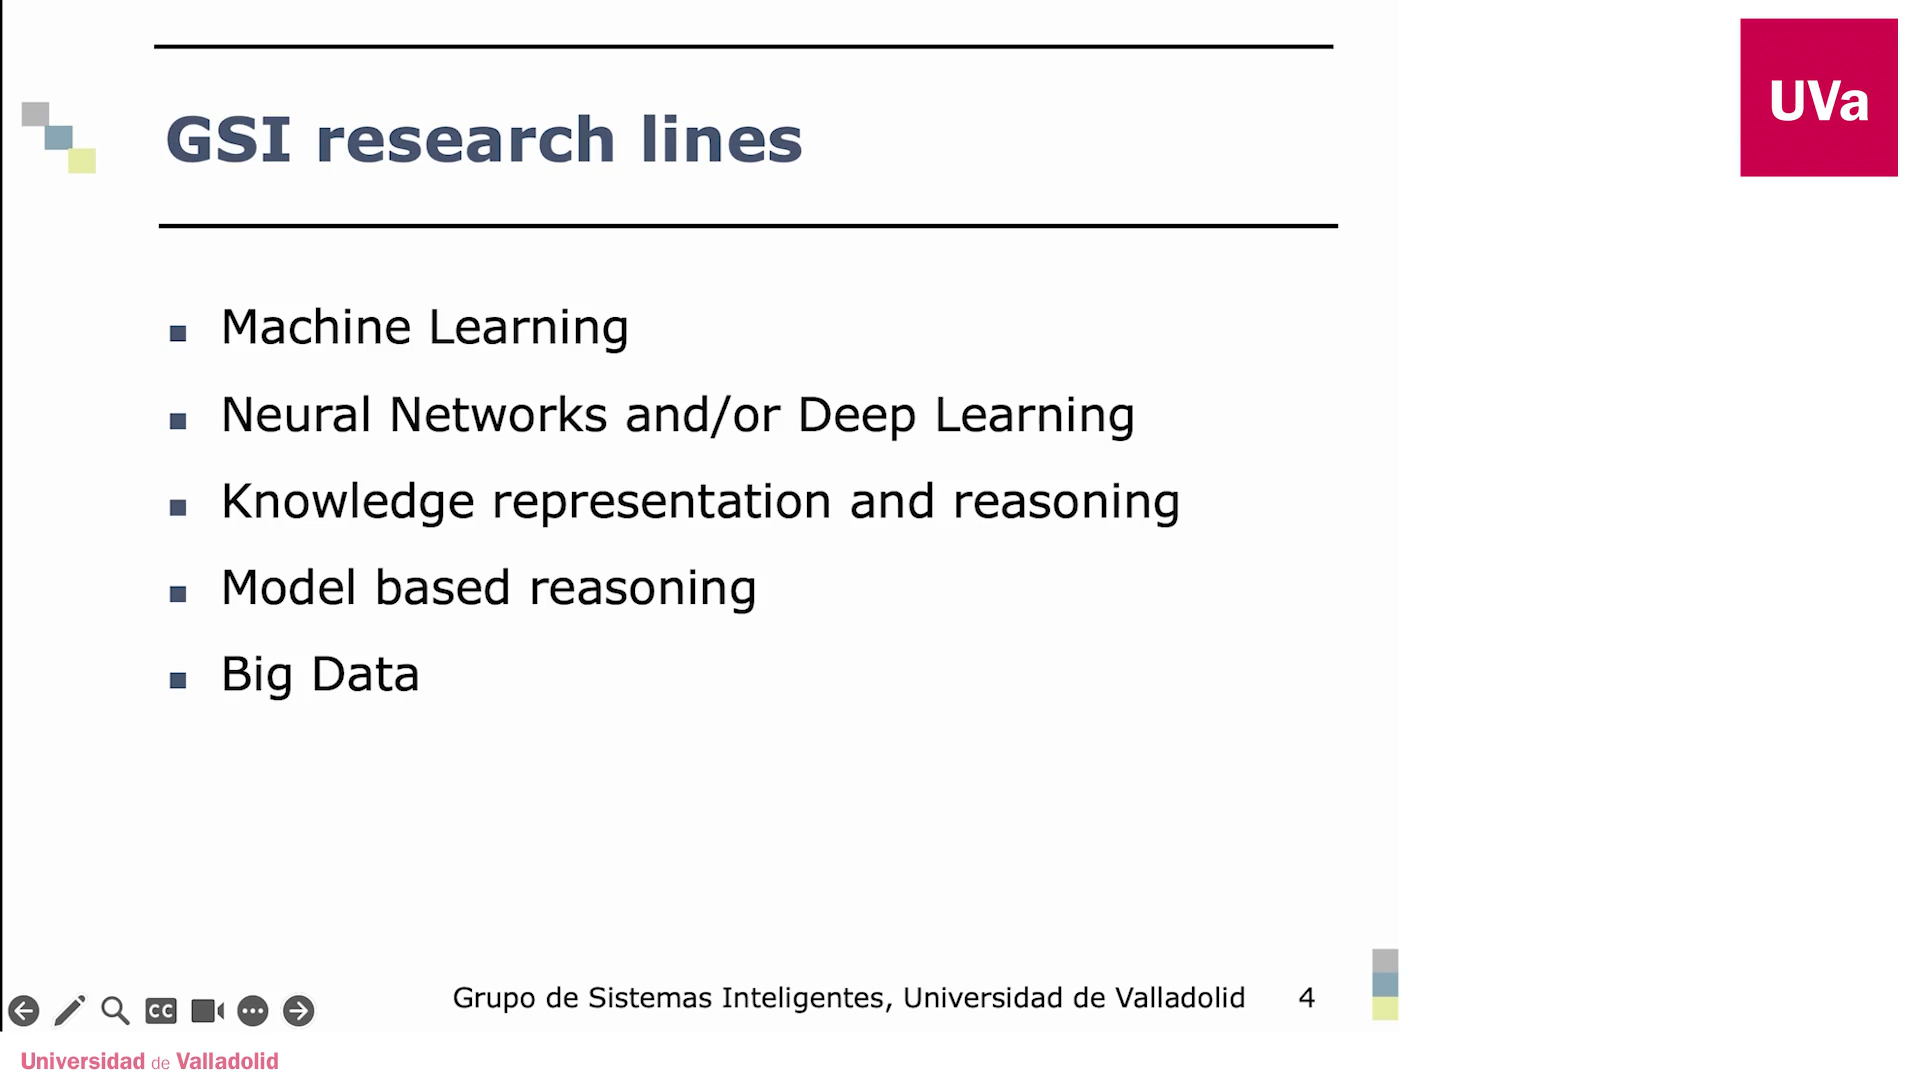 UVa
GSI research lines
Machine Learning
Neural Networks and/or Deep Learning
Knowledge representation and reasoning
Model based reasoning
Big Data
Grupo de Sistemas Inteligentes, Universidad de Valladolid 4
CC
Universidad de Valladolid